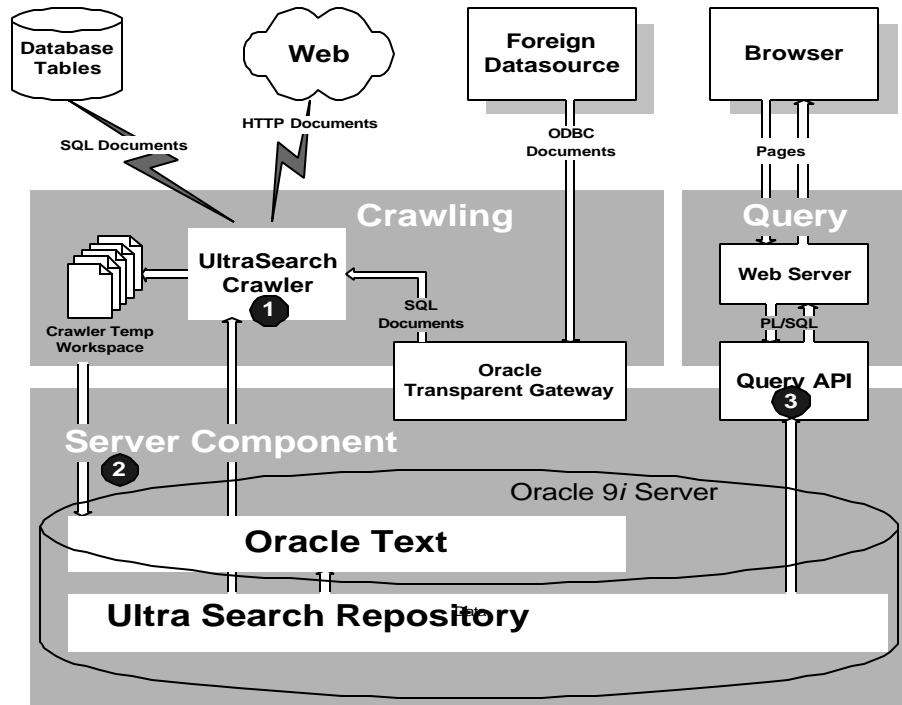 Database
Tables
Web
Foreign
Datasource
Browser
SQL Documents
HTTP Documents
ODBC
Documents
Pages
Crawling
Query
UltraSearch
Crawler
1
Web Server
SQL
Documents
PL/SQL
Crawler Temp
Workspace
Oracle
Transparent Gateway
Query API
3
Server Component
2
Oracle 9i Server
Oracle Text
Ultra Search Repository
Data